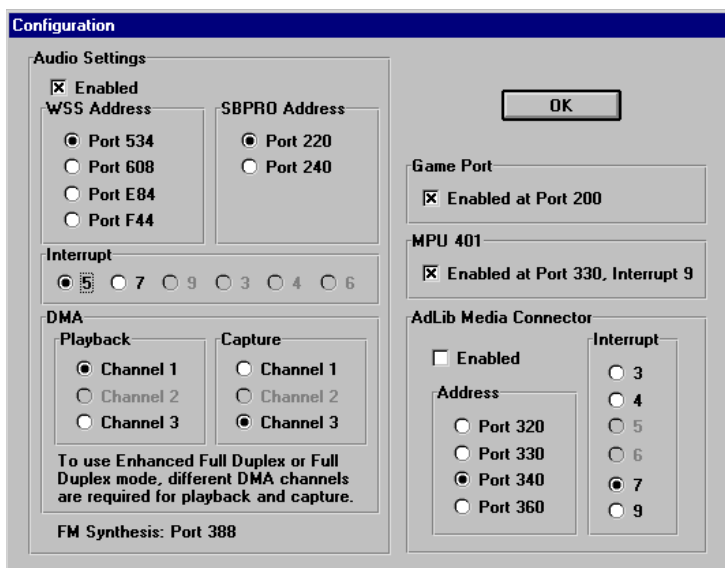 Configuration
Audio Settings
Enabled
WSS Address
Port 534
Port 608
Port E84
Port F44
SBPRO Address
Port 220
Port 240
Interrupt
5 7 9 3 4 6
DMA
Playback
Channel 1
Channel 2
Channel 3
Capture
Channel 1
Channel 2
Channel 3
To use Enhanced Full Duplex or Full
Duplex mode, different DMA channels
are required for playback and capture.
FM Synthesis: Port 388
OK
Game Port
Enabled at Port 200
MPU 401
Enabled at Port 330, Interrupt 9
AdLib Media Connector
Enabled
Address
Port 320
Port 330
Port 340
Port 360
Interrupt
3
4
5
6
7
9